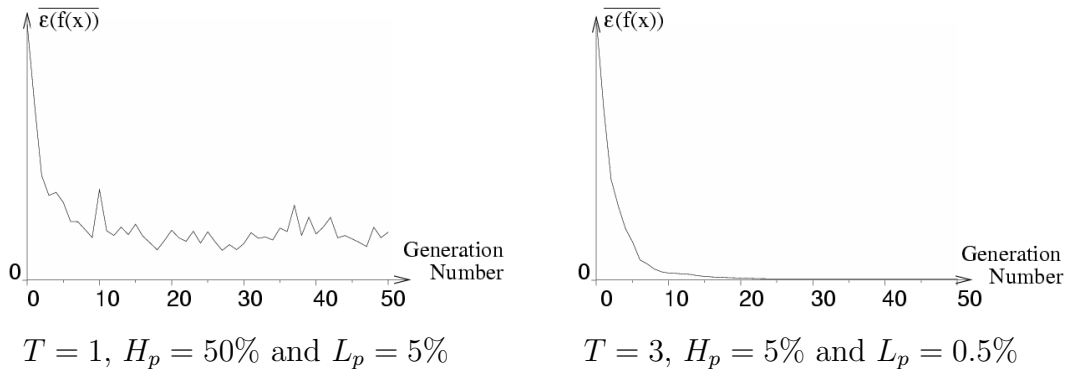 ε(f(x))
Generation
Number
0
0 10 20 30 40 50
T = 1, H_p = 50% and L_p = 5%
ε(f(x))
Generation
Number
0
0 10 20 30 40 50
T = 3, H_p = 5% and L_p = 0.5%